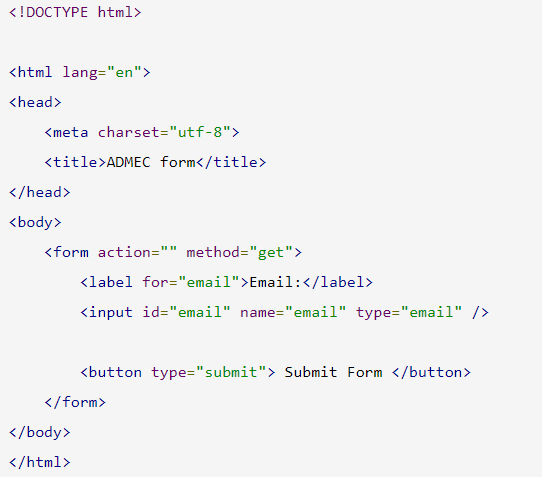 <!DOCTYPE html>
<html lang="en">
<head>
<meta charset="utf-8">
<title>ADMEC form</title>
</head>
<body>
<form action="" method="get">
<label for="email">Email:</label>
<input id="email" name="email" type="email" />
<button type="submit"> Submit Form </button>
</form>
</body>
</html>